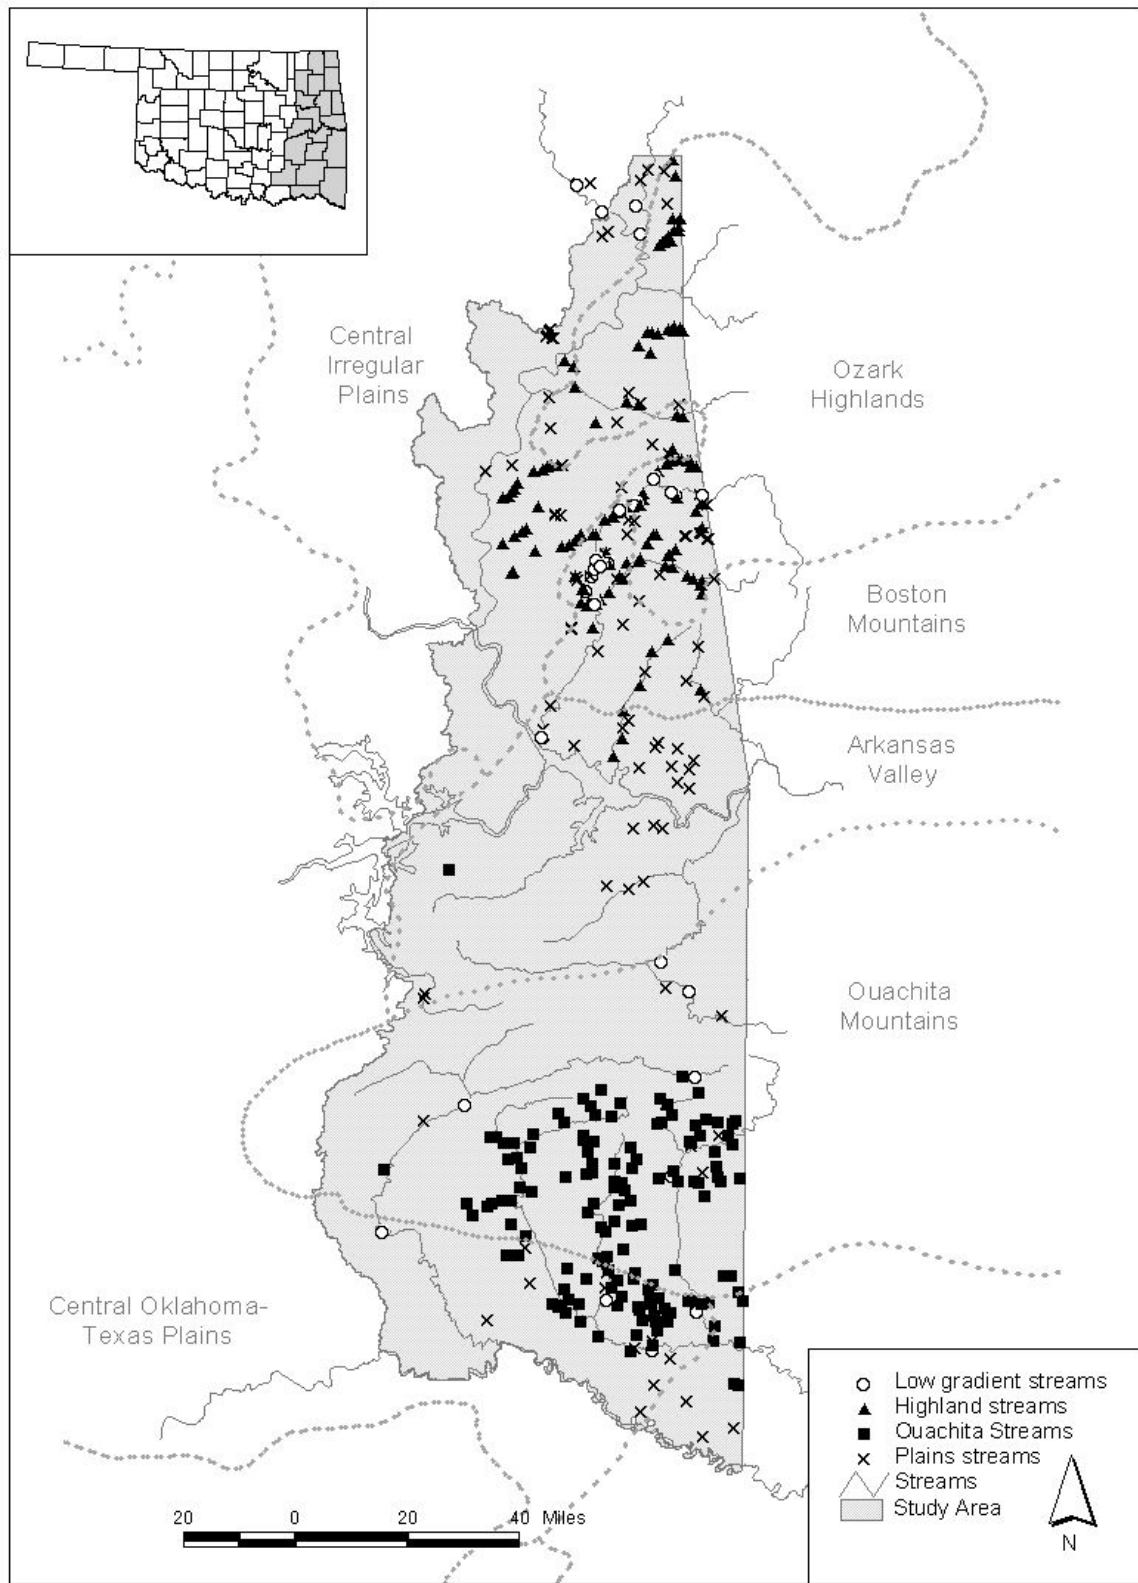 Central
Irregular
Plains
Ozark
Highlands
Boston
Mountains
Arkansas
Valley
Ouachita
Mountains
Central Oklahoma-
Texas Plains
Low gradient streams
Highland streams
Ouachita Streams
Plains streams
Streams
Study Area
N
20 0 20 40 Miles